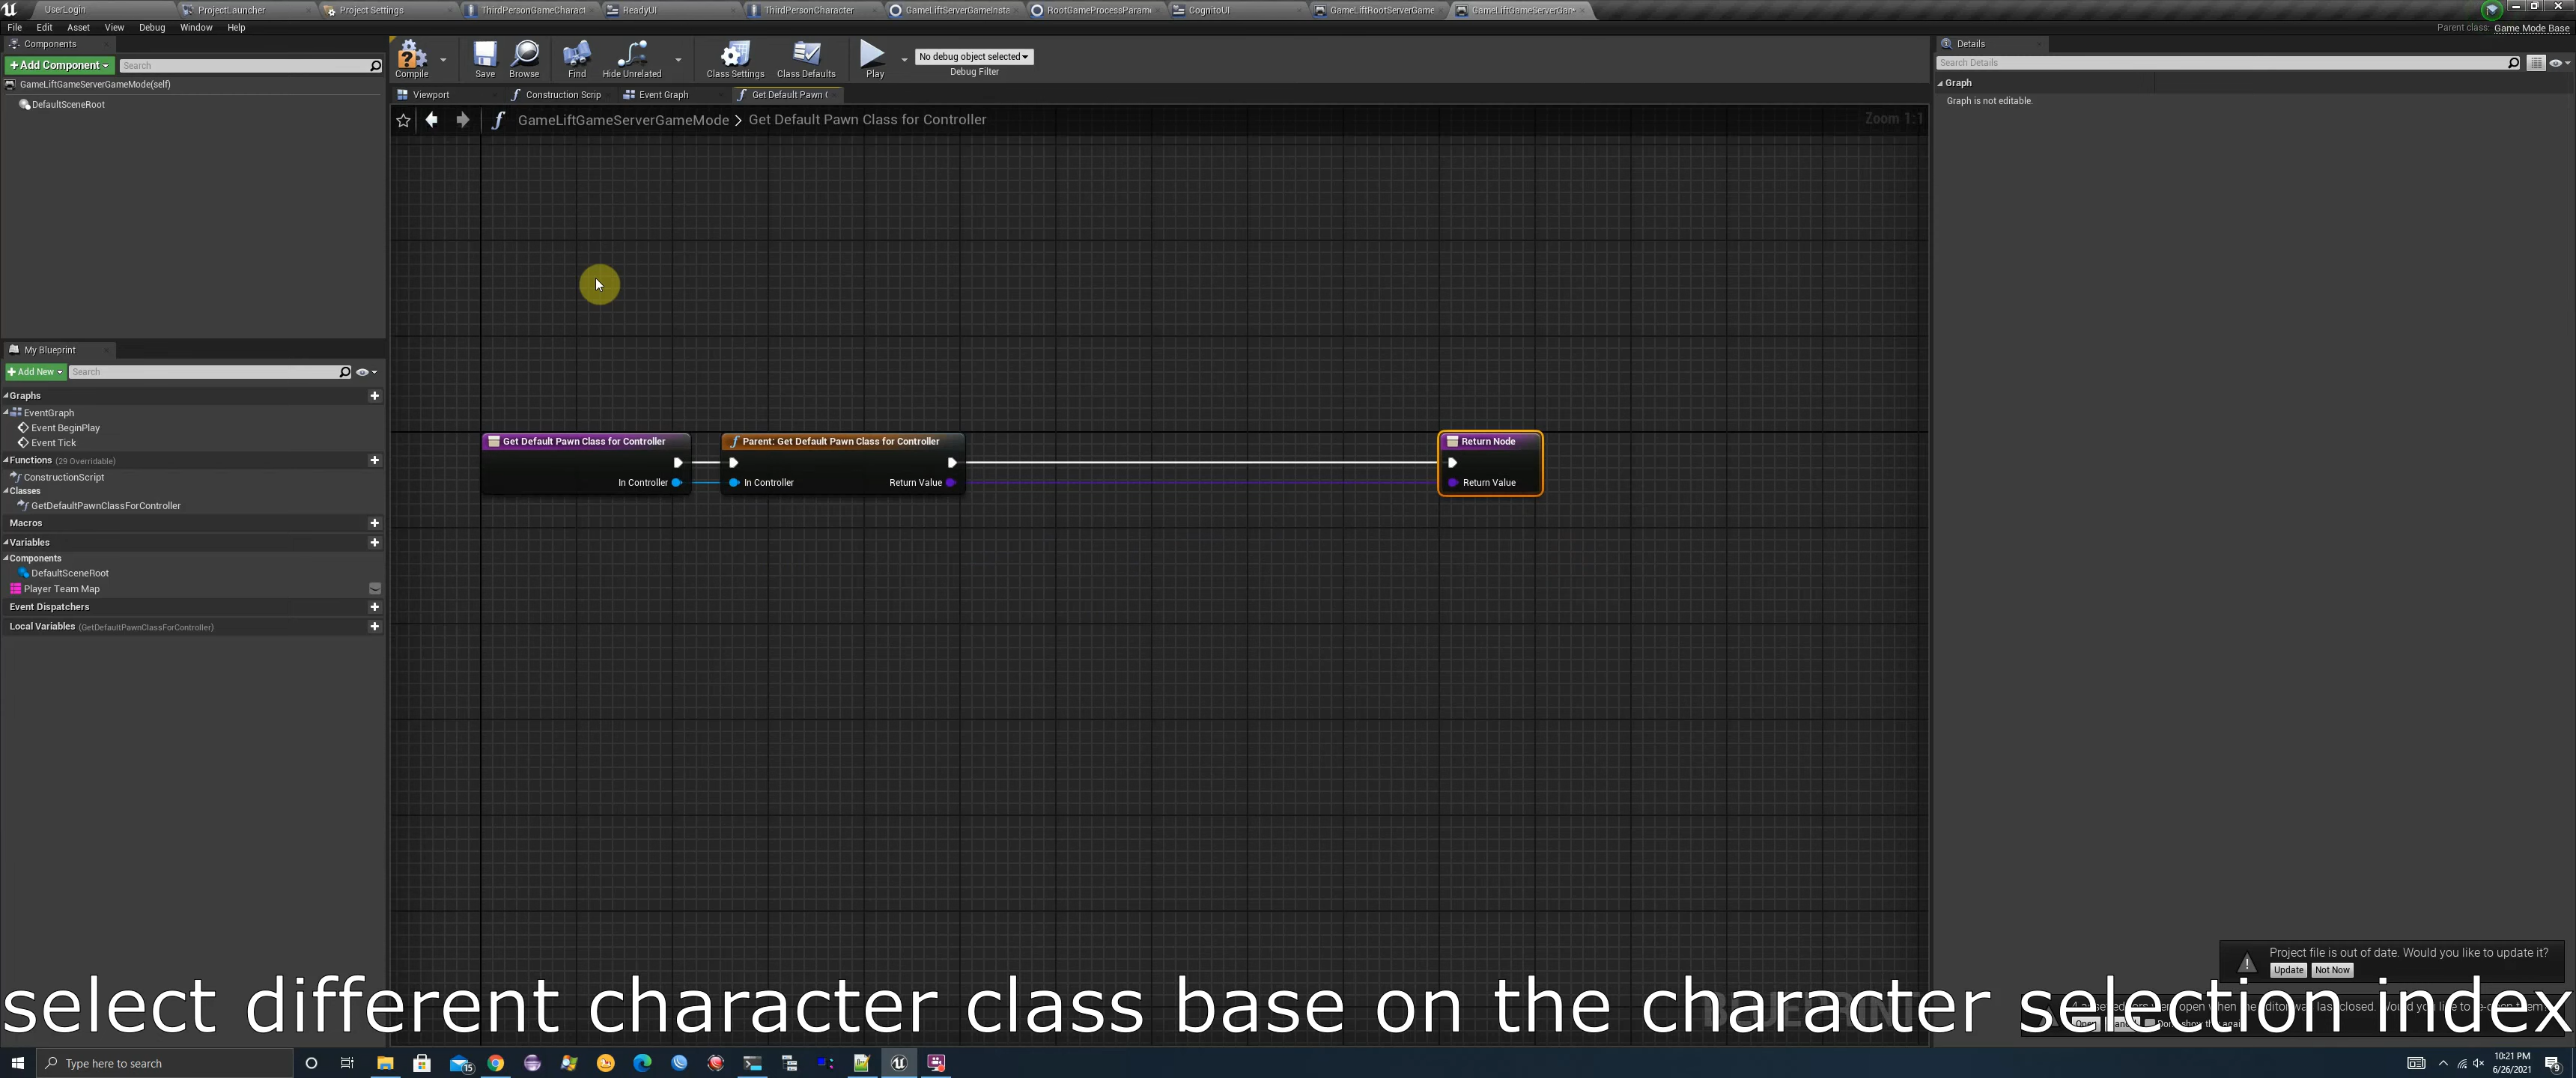 UserLogin
ProjectLauncher
Project Settings
ThirdPersonGameCharact
ReadyUI
ThirdPersonCharacter
GameLiftServerGameInsta
RootGameProcessParam
CognitoUI
GameLiftRootServerGame
GameLiftGameServerGam
File Edit Asset View Debug Window Help
Parent class: Game Mode Base
Components
+Add Component
Search
GameLiftGameServerGameMode(self)
DefaultSceneRoot
Compile
Save
Browse
Find
Hide Unrelated
Class Settings
Class Defaults
Play
No debug object selected
Debug Filter
Viewport
Construction Scrip
Event Graph
Get Default Pawn C
GameLiftGameServerGameMode > Get Default Pawn Class for Controller
Zoom 1:1
Details
Search Details
Graph
Graph is not editable.
My Blueprint
+Add New
Search
Graphs
EventGraph
Event BeginPlay
Event Tick
Functions (29 Overridable)
ConstructionScript
Classes
GetDefaultPawnClassForController
Macros
Variables
Components
DefaultSceneRoot
Player Team Map
Event Dispatchers
Local Variables (GetDefaultPawnClassForController)
Get Default Pawn Class for Controller
In Controller
Parent: Get Default Pawn Class for Controller
In Controller
Return Value
Return Node
Return Value
Project file is out of date. Would you like to update it?
Update
Not Now
select different character class base on the character selection index
Type here to search
15
10:21 PM
6/26/2021